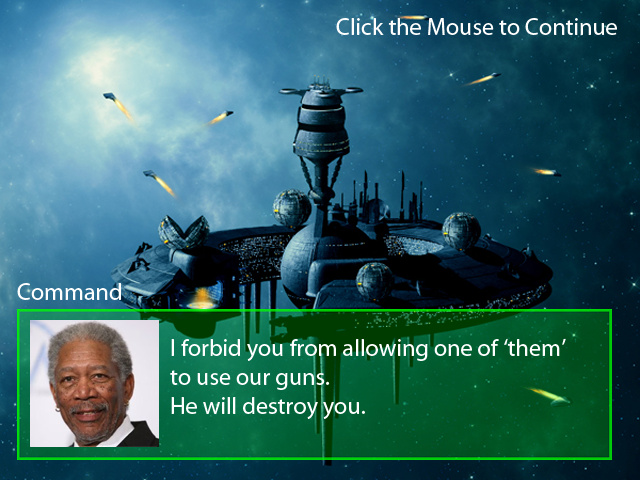 Click the Mouse to Continue
Command
I forbid you from allowing one of ‘them’
to use our guns.
He will destroy you.